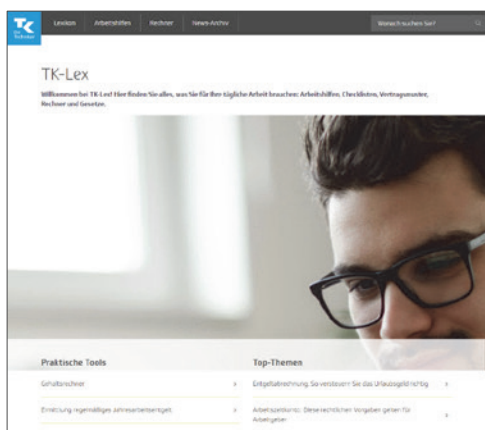 TK
Die
Techniker
Lexikon Arbeitshilfen Rechner News-Archiv
Wonach suchen Sie?
TK-Lex
Willkommen bei TK-Lex! Hier finden Sie alles, was Sie für Ihre tägliche Arbeit brauchen: Arbeitshilfen, Checklisten, Vertragsmuster,
Rechner und Gesetze.
Praktische Tools
Gehaltsrechner
Ermittlung regelmäßiges Jahresarbeitsentgelt
Top-Themen
Entgeltabrechnung: So versteuern Sie das Urlaubsgeld richtig
Arbeitszeitkonto: Diese rechtlichen Vorgaben gelten für
Arbeitgeber